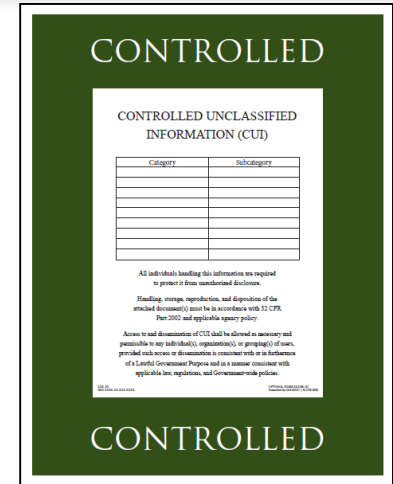 CONTROLLED
CONTROLLED UNCLASSIFIED
INFORMATION (CUI)
Category Subcategory
All individuals handling this information are required
to protect it from unauthorized disclosure.
Handling, storage, reproduction, and disposition of the
attached document(s) must be in accordance with 32 CFR
Part 2002 and applicable agency policy.
Access to and dissemination of CUI shall be allowed as necessary and
permissible to any individual(s), organization(s), or grouping(s) of users,
provided such access or dissemination is consistent with or in furtherance
of a Lawful Government Purpose and in a manner consistent with
applicable law, regulations, and Government-wide policies.
CONTROLLED